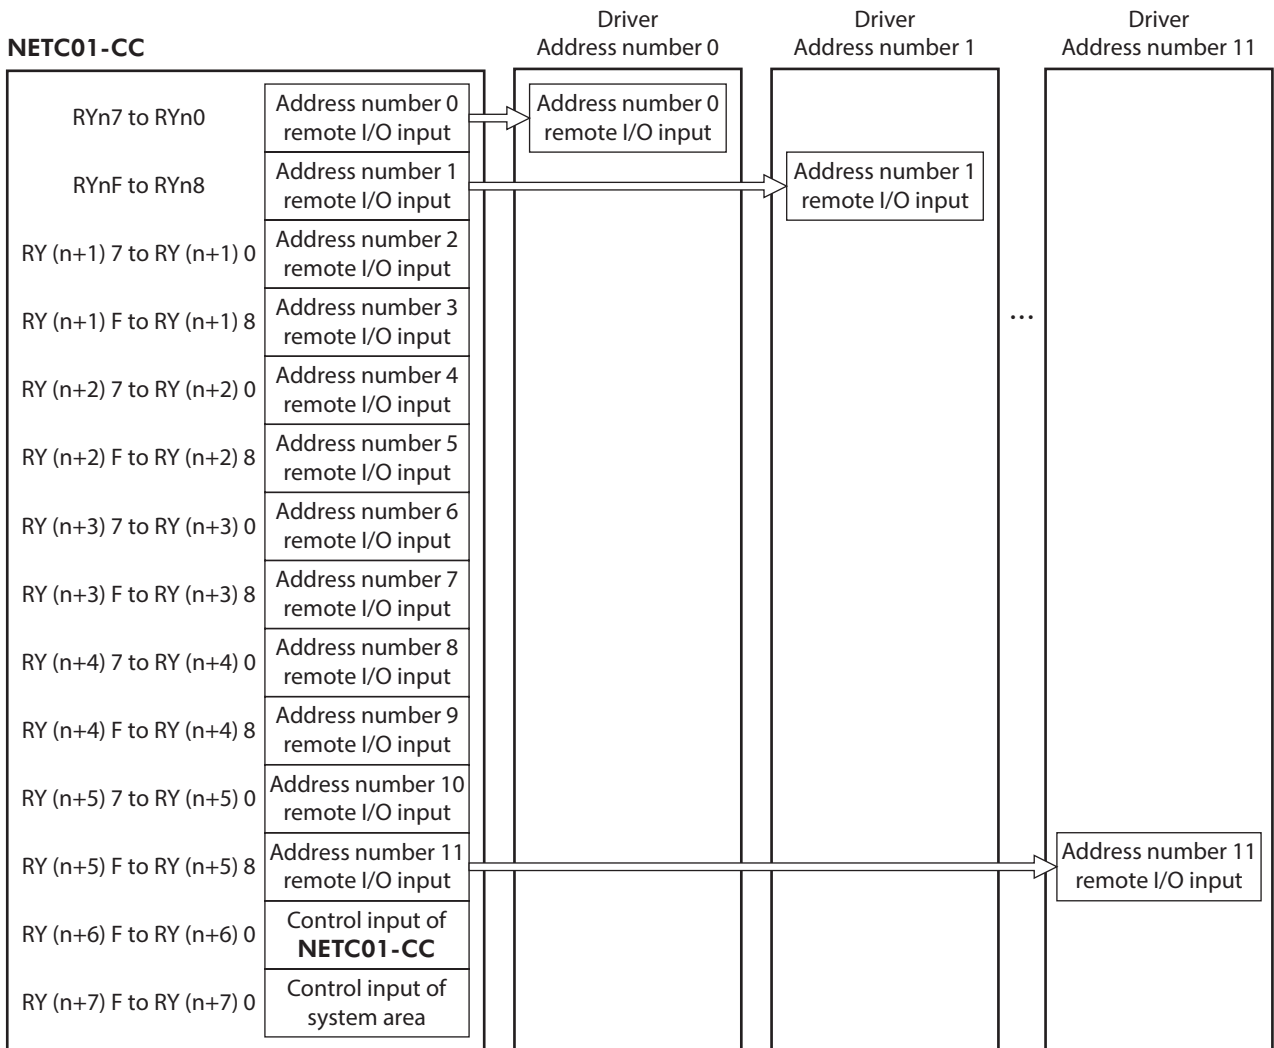 NETC01-CC
Driver
Address number 0
Driver
Address number 1
Driver
Address number 11
RYn7 to RYn0
Address number 0
remote I/O input
Address number 0
remote I/O input
RYnF to RYn8
Address number 1
remote I/O input
Address number 1
remote I/O input
RY (n+1) 7 to RY (n+1) 0
Address number 2
remote I/O input
RY (n+1) F to RY (n+1) 8
Address number 3
remote I/O input
...
RY (n+2) 7 to RY (n+2) 0
Address number 4
remote I/O input
RY (n+2) F to RY (n+2) 8
Address number 5
remote I/O input
RY (n+3) 7 to RY (n+3) 0
Address number 6
remote I/O input
RY (n+3) F to RY (n+3) 8
Address number 7
remote I/O input
RY (n+4) 7 to RY (n+4) 0
Address number 8
remote I/O input
RY (n+4) F to RY (n+4) 8
Address number 9
remote I/O input
RY (n+5) 7 to RY (n+5) 0
Address number 10
remote I/O input
RY (n+5) F to RY (n+5) 8
Address number 11
remote I/O input
Address number 11
remote I/O input
RY (n+6) F to RY (n+6) 0
Control input of
NETC01-CC
RY (n+7) F to RY (n+7) 0
Control input of
system area